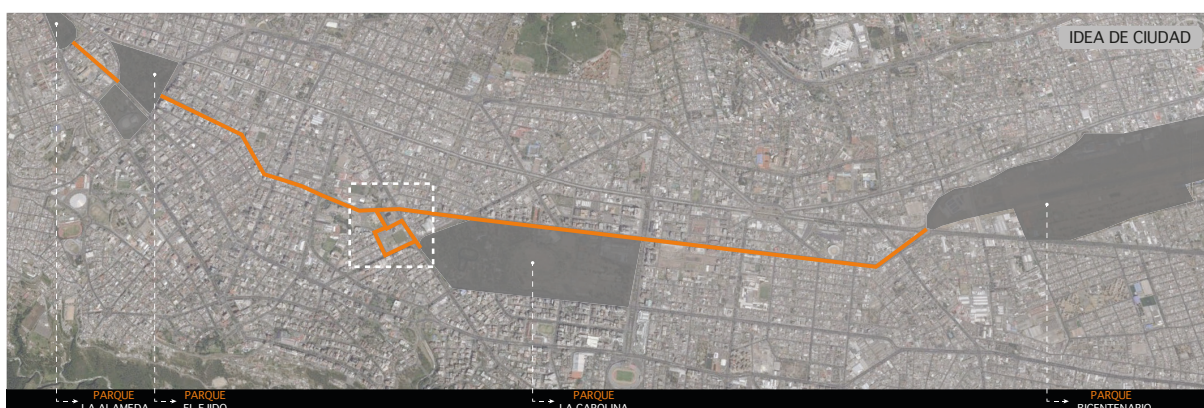 IDEA DE CIUDAD
PARQUE
LA ALAMEDA
PARQUE
EL EJIDO
PARQUE
LA CAROLINA
PARQUE
BICENTENARIO